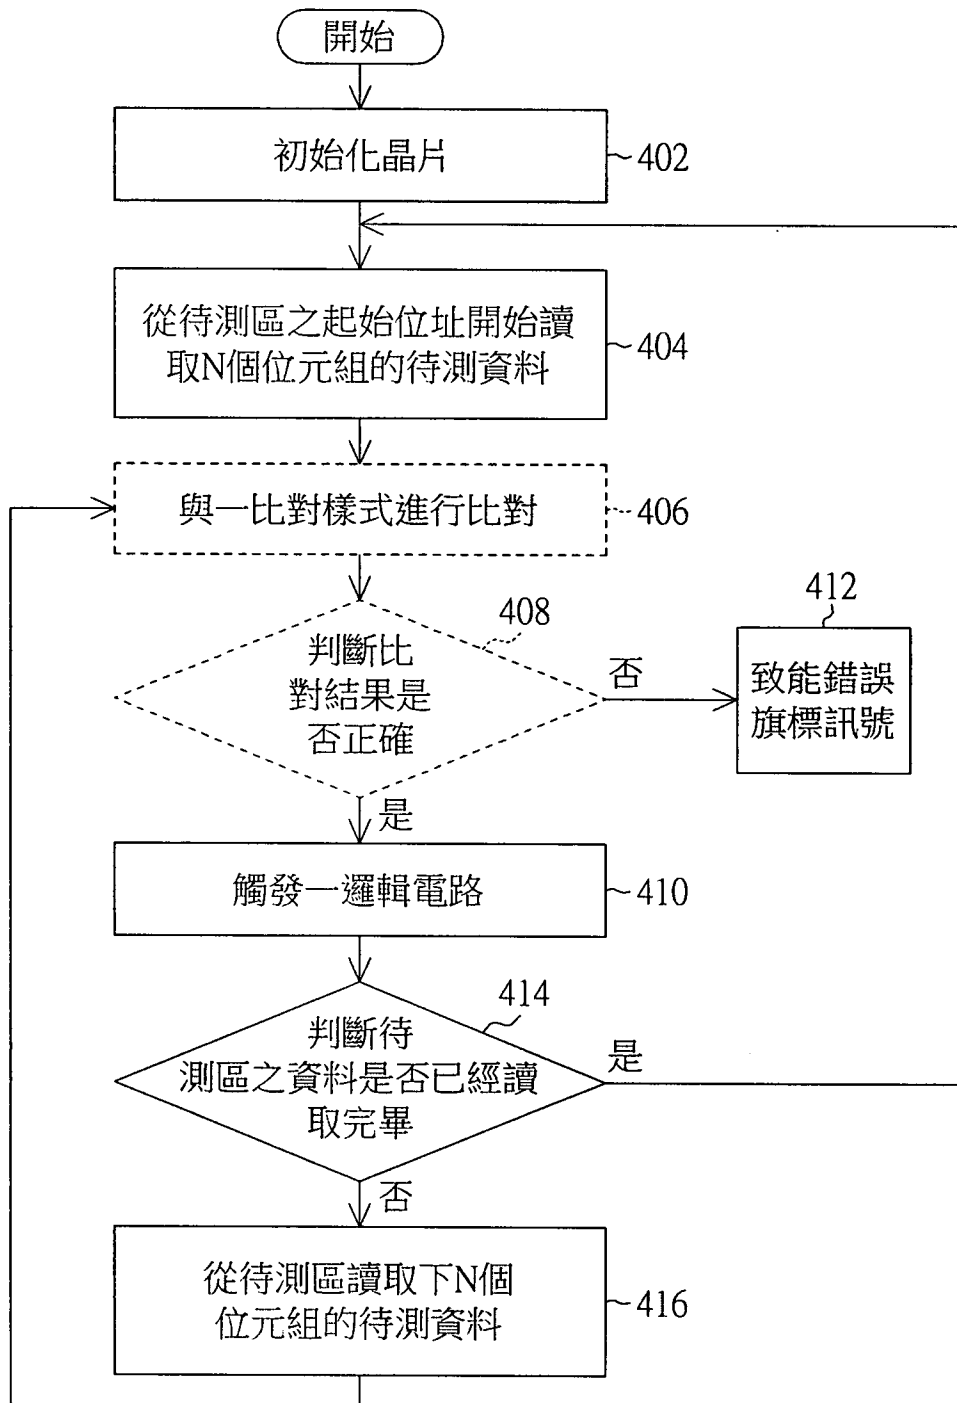 開始
初始化晶片
402
從待測區之起始位址開始讀
取N個位元組的待測資料
404
與一比對樣式進行比對
406
判斷比
對結果是
否正確
408
否
412
致能錯誤
旗標訊號
是
觸發一邏輯電路
410
判斷待
測區之資料是否已經讀
取完畢
414
是
否
從待測區讀取下N個
位元組的待測資料
416